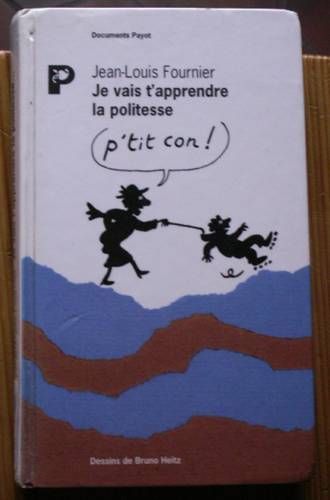 Documents Payot
P
Jean-Louis Fournier
Je vais t'apprendre
la politesse
p'tit con!
Dessins de Bruno Heitz